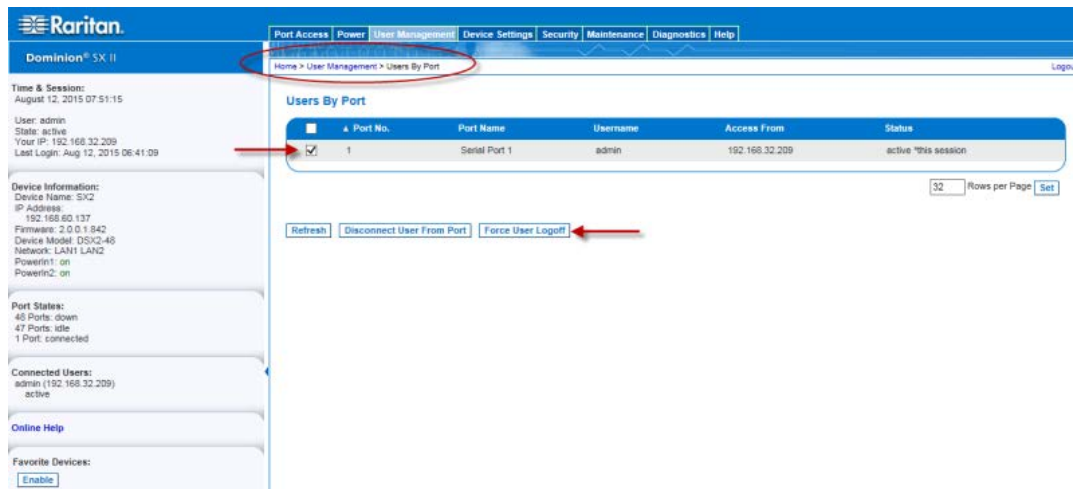 Raritan.
Dominion® SX II
Port Access Power User Management Device Settings Security Maintenance Diagnostics Help
Home > User Management > Users By Port
Time & Session:
August 12, 2015 07:51:15
User: admin
State: active
Your IP: 192.168.32.209
Last Login: Aug 12, 2015 06:41:09
Device Information:
Device Name: SX2
IP Address:
192.168.60.137
Firmware: 2.0.0.1.842
Device Model: DSX2-48
Network: LAN1 LAN2
PowerIn1: on
PowerIn2: on
Port States:
48 Ports: down
47 Ports: idle
1 Port: connected
Connected Users:
admin (192.168.32.209)
active
Online Help
Favorite Devices:
Enable
Users By Port
▲ Port No. Port Name Username Access From Status
1 Serial Port 1 admin 192.168.32.209 active *this session
32 Rows per Page Set
Refresh Disconnect User From Port Force User Logoff